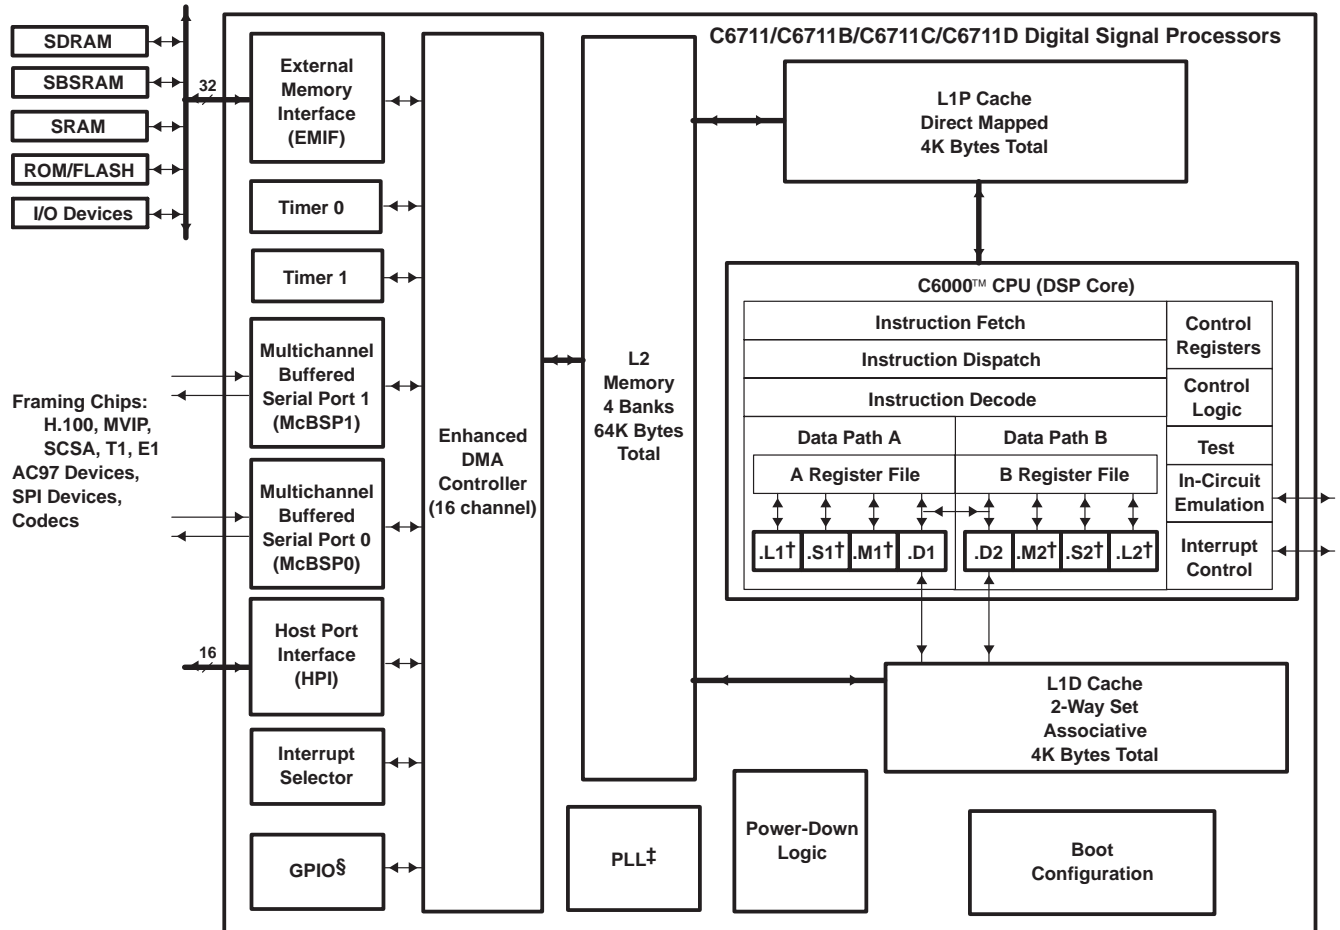 C6711/C6711B/C6711C/C6711D Digital Signal Processors
SDRAM
SBSRAM
SRAM
ROM/FLASH
I/O Devices
32
External
Memory
Interface
(EMIF)
Timer 0
Timer 1
Framing Chips:
H.100, MVIP,
SCSA, T1, E1
AC97 Devices,
SPI Devices,
Codecs
Multichannel
Buffered
Serial Port 1
(McBSP1)
Multichannel
Buffered
Serial Port 0
(McBSP0)
16
Host Port
Interface
(HPI)
Interrupt
Selector
GPIO§
Enhanced
DMA
Controller
(16 channel)
L2
Memory
4 Banks
64K Bytes
Total
PLL‡
L1P Cache
Direct Mapped
4K Bytes Total
C6000™ CPU (DSP Core)
Instruction Fetch
Instruction Dispatch
Instruction Decode
Data Path A
Data Path B
A Register File
B Register File
.L1†
.S1†
.M1†
.D1
.D2
.M2†
.S2†
.L2†
Control
Registers
Control
Logic
Test
In-Circuit
Emulation
Interrupt
Control
L1D Cache
2-Way Set
Associative
4K Bytes Total
Power-Down
Logic
Boot
Configuration